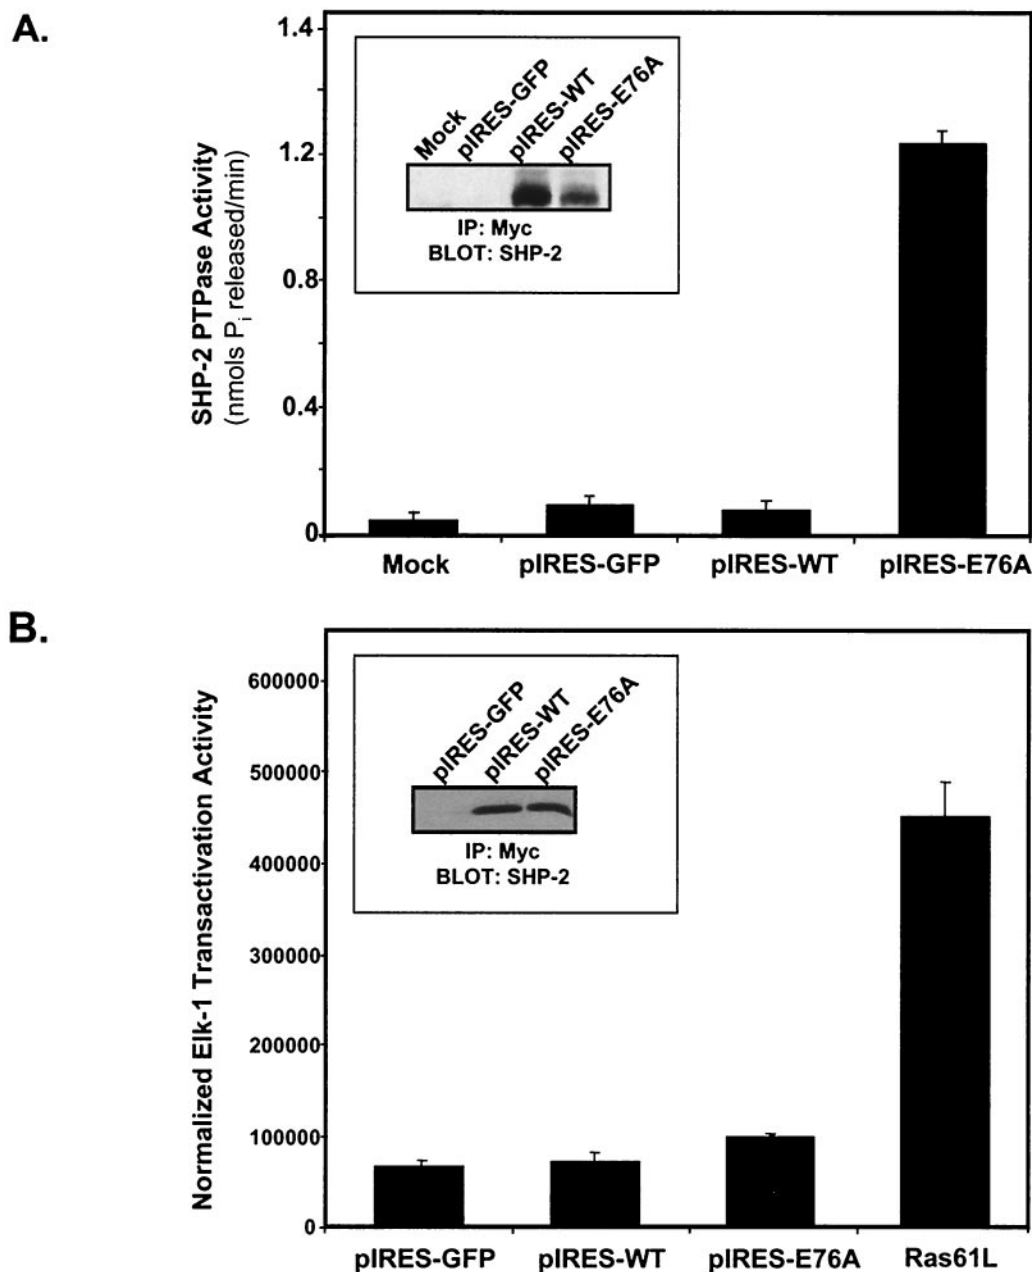 A.
1.4
1.2
0.8
0.4
0
SHP-2 PTPase Activity
(nmols Pi released/min)
Mock
pIRES-GFP
pIRES-WT
pIRES-E76A
IP: Myc
BLOT: SHP-2
Mock
pIRES-GFP
pIRES-WT
pIRES-E76A
B.
600000
500000
400000
300000
200000
100000
0
Normalized Elk-1 Transactivation Activity
pIRES-GFP
pIRES-WT
pIRES-E76A
IP: Myc
BLOT: SHP-2
pIRES-GFP
pIRES-WT
pIRES-E76A
Ras61L